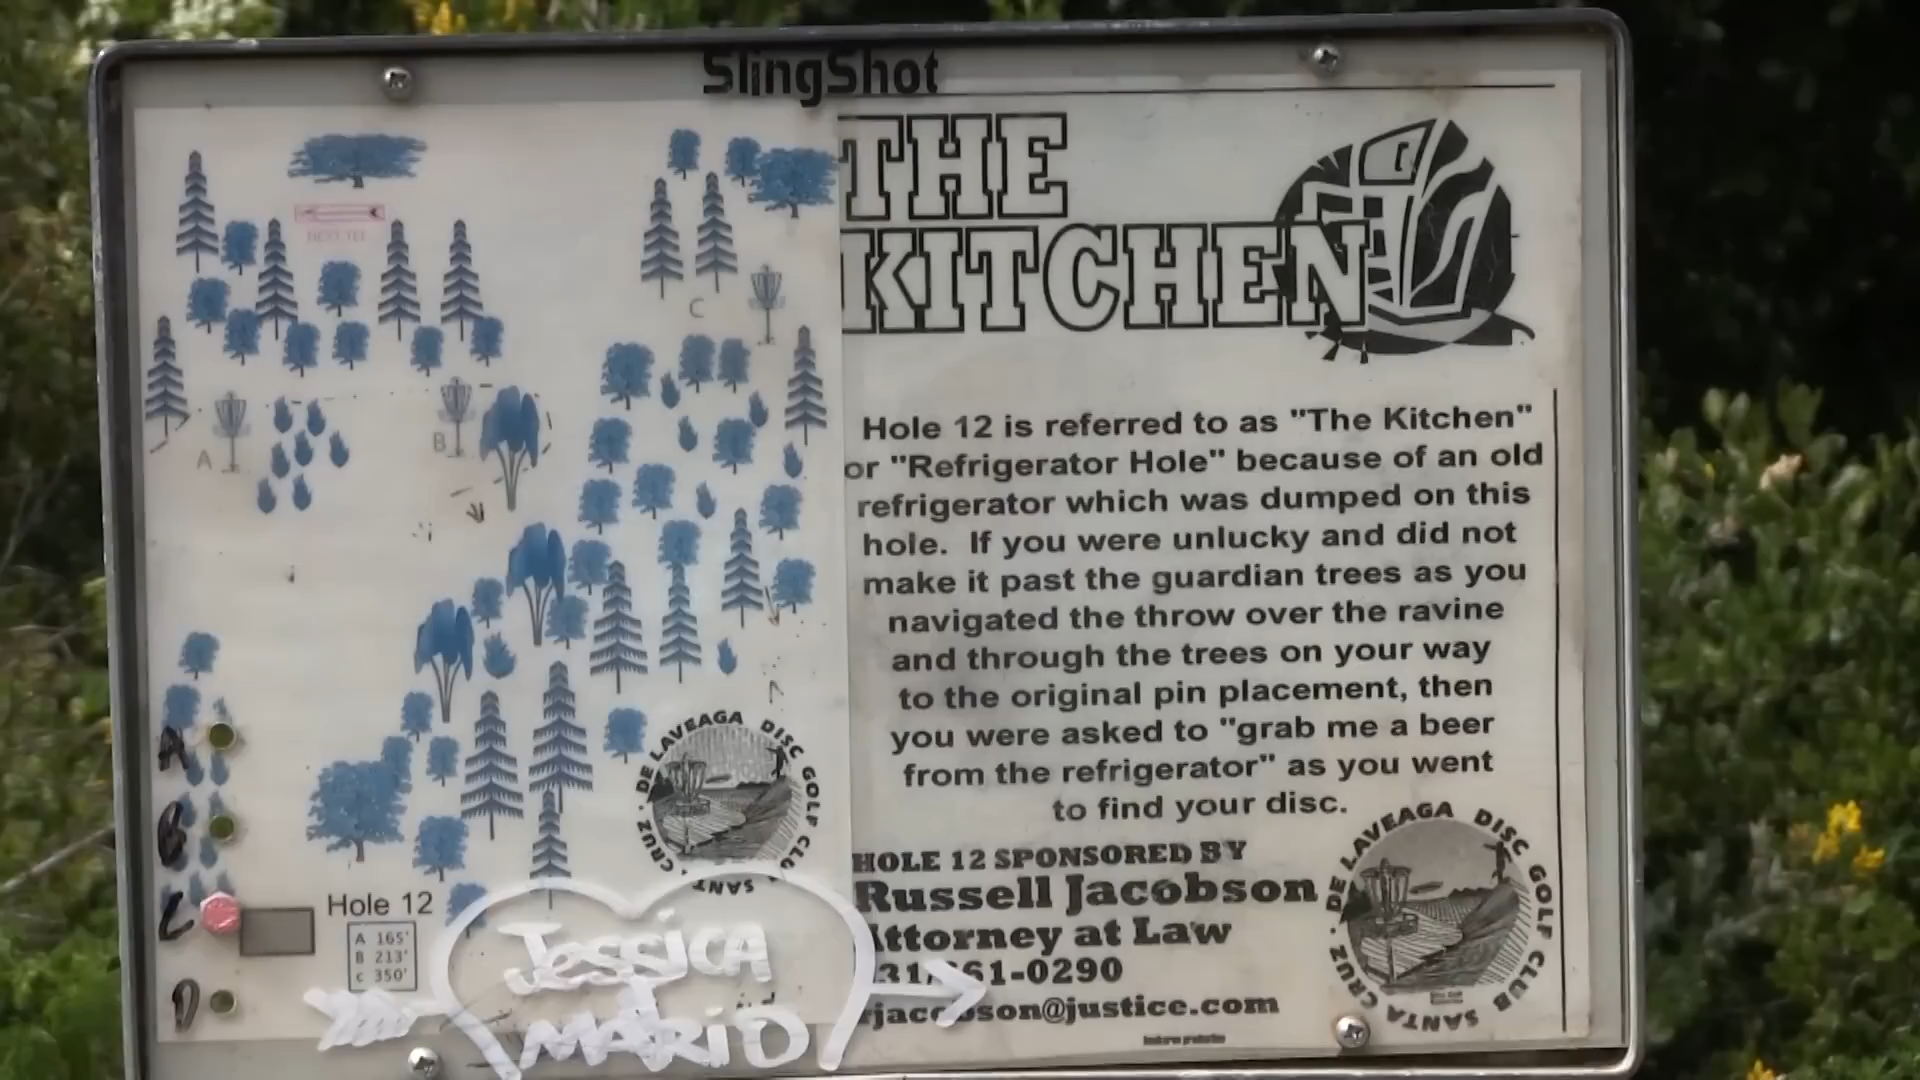 SlingShot
THE
KITCHEN
NEXT TEE
C
A
B
Hole 12 is referred to as "The Kitchen"
or "Refrigerator Hole" because of an old
refrigerator which was dumped on this
hole. If you were unlucky and did not
make it past the guardian trees as you
navigated the throw over the ravine
and through the trees on your way
to the original pin placement, then
you were asked to "grab me a beer
from the refrigerator" as you went
to find your disc.
HOLE 12 SPONSORED BY
Russell Jacobson
Attorney at Law
-0290
son@justice.com
DE LAVEAGA DISC GOLF CLUB · SANTA CRUZ ·
DE LAVEAGA DISC GOLF CLU SANTA CRUZ ·
A
B
C
D
Hole 12
A 165'
B 213'
C 350'
Jessica
+
MARiO